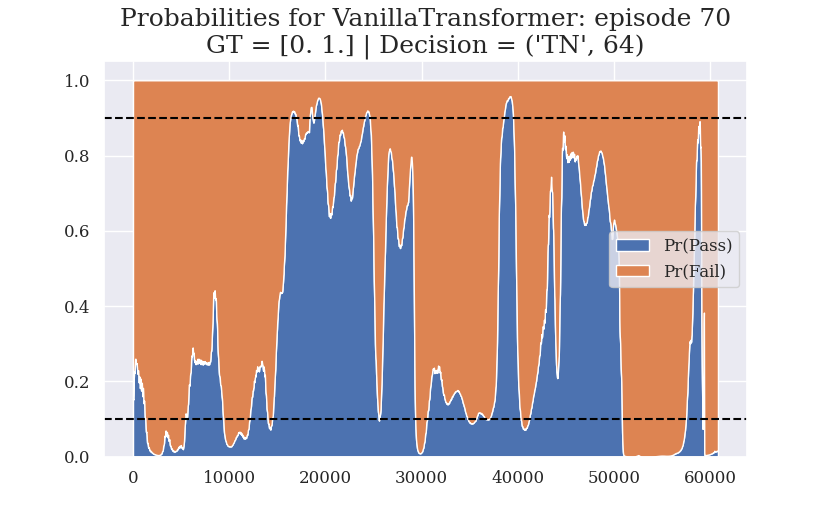 Probabilities for VanillaTransformer: episode 70
GT = [0. 1.] | Decision = ('TN', 64)
1.0
0.8
0.6
0.4
0.2
0.0
Pr(Pass)
Pr(Fail)
0 10000 20000 30000 40000 50000 60000